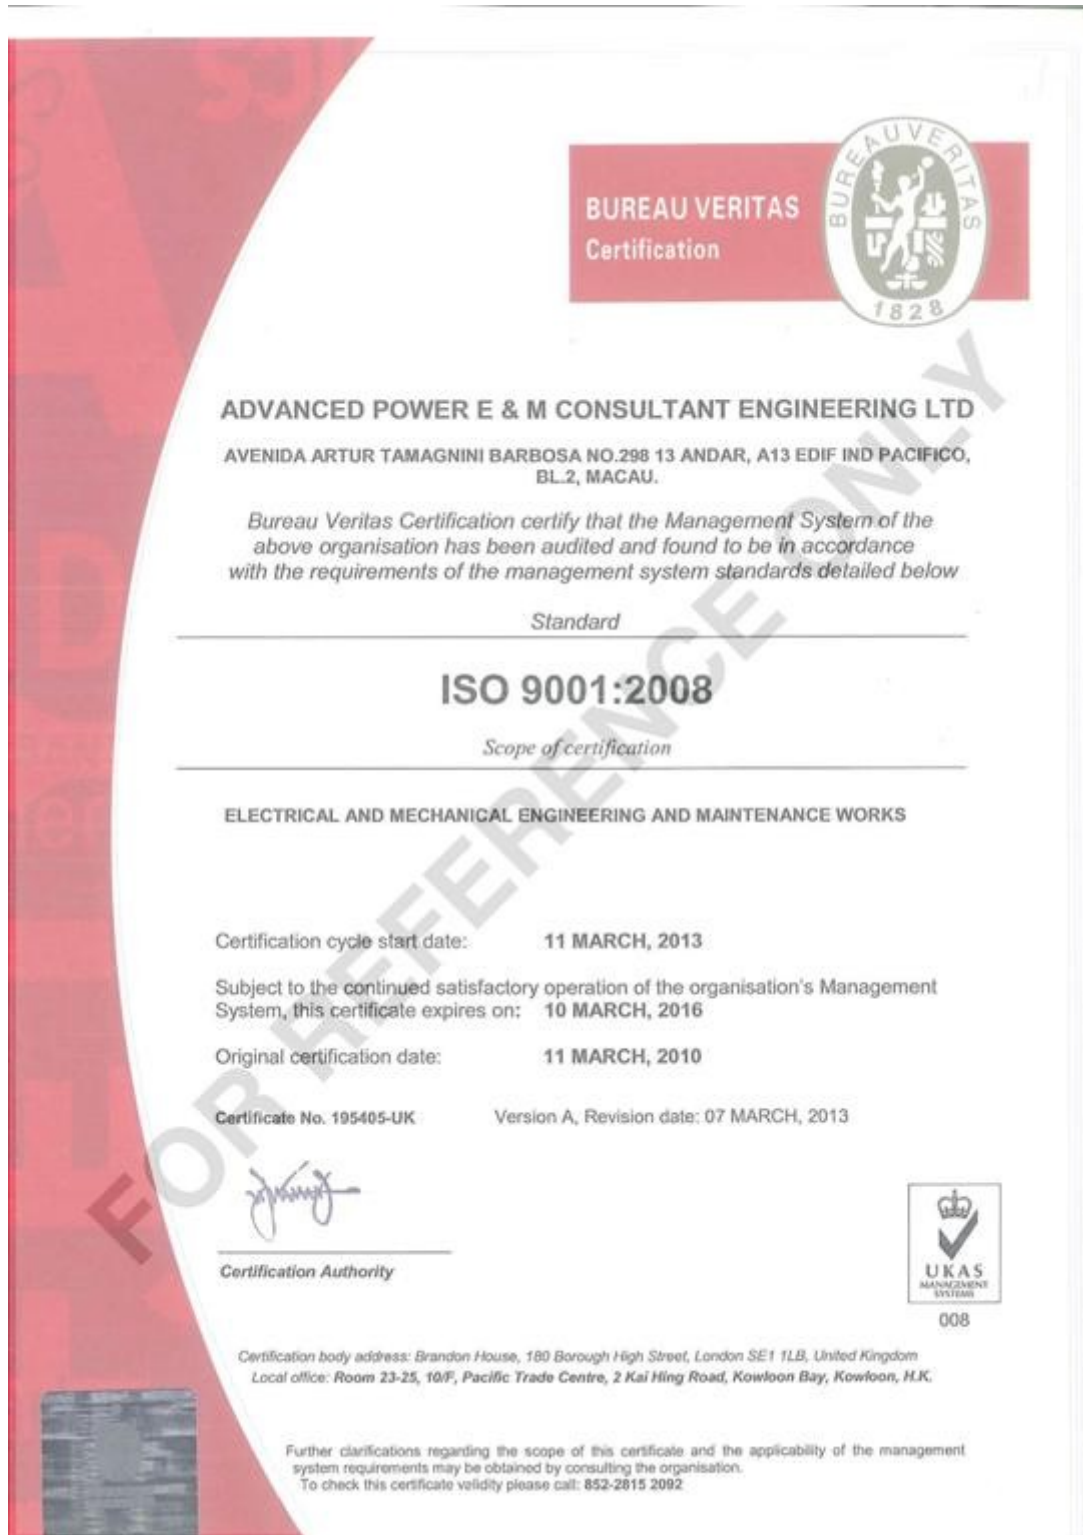 BUREAU VERITAS
Certification
BUREAU VERITAS
1828
ADVANCED POWER E & M CONSULTANT ENGINEERING LTD
AVENIDA ARTUR TAMAGNINI BARBOSA NO.298 13 ANDAR, A13 EDIF IND PACIFICO,
BL.2, MACAU.
Bureau Veritas Certification certify that the Management System of the
above organisation has been audited and found to be in accordance
with the requirements of the management system standards detailed below
Standard
ISO 9001:2008
Scope of certification
ELECTRICAL AND MECHANICAL ENGINEERING AND MAINTENANCE WORKS
Certification cycle start date: 11 MARCH, 2013
Subject to the continued satisfactory operation of the organisation's Management
System, this certificate expires on: 10 MARCH, 2016
Original certification date: 11 MARCH, 2010
Certificate No. 195405-UK Version A, Revision date: 07 MARCH, 2013
Certification Authority
UKAS
MANAGEMENT
SYSTEMS
008
Certification body address: Brandon House, 180 Borough High Street, London SE1 1LB, United Kingdom
Local office: Room 23-25, 10/F, Pacific Trade Centre, 2 Kai Hing Road, Kowloon Bay, Kowloon, H.K.
Further clarifications regarding the scope of this certificate and the applicability of the management
system requirements may be obtained by consulting the organisation.
To check this certificate validity please call: 852-2815 2092
FOR REFERENCE ONLY